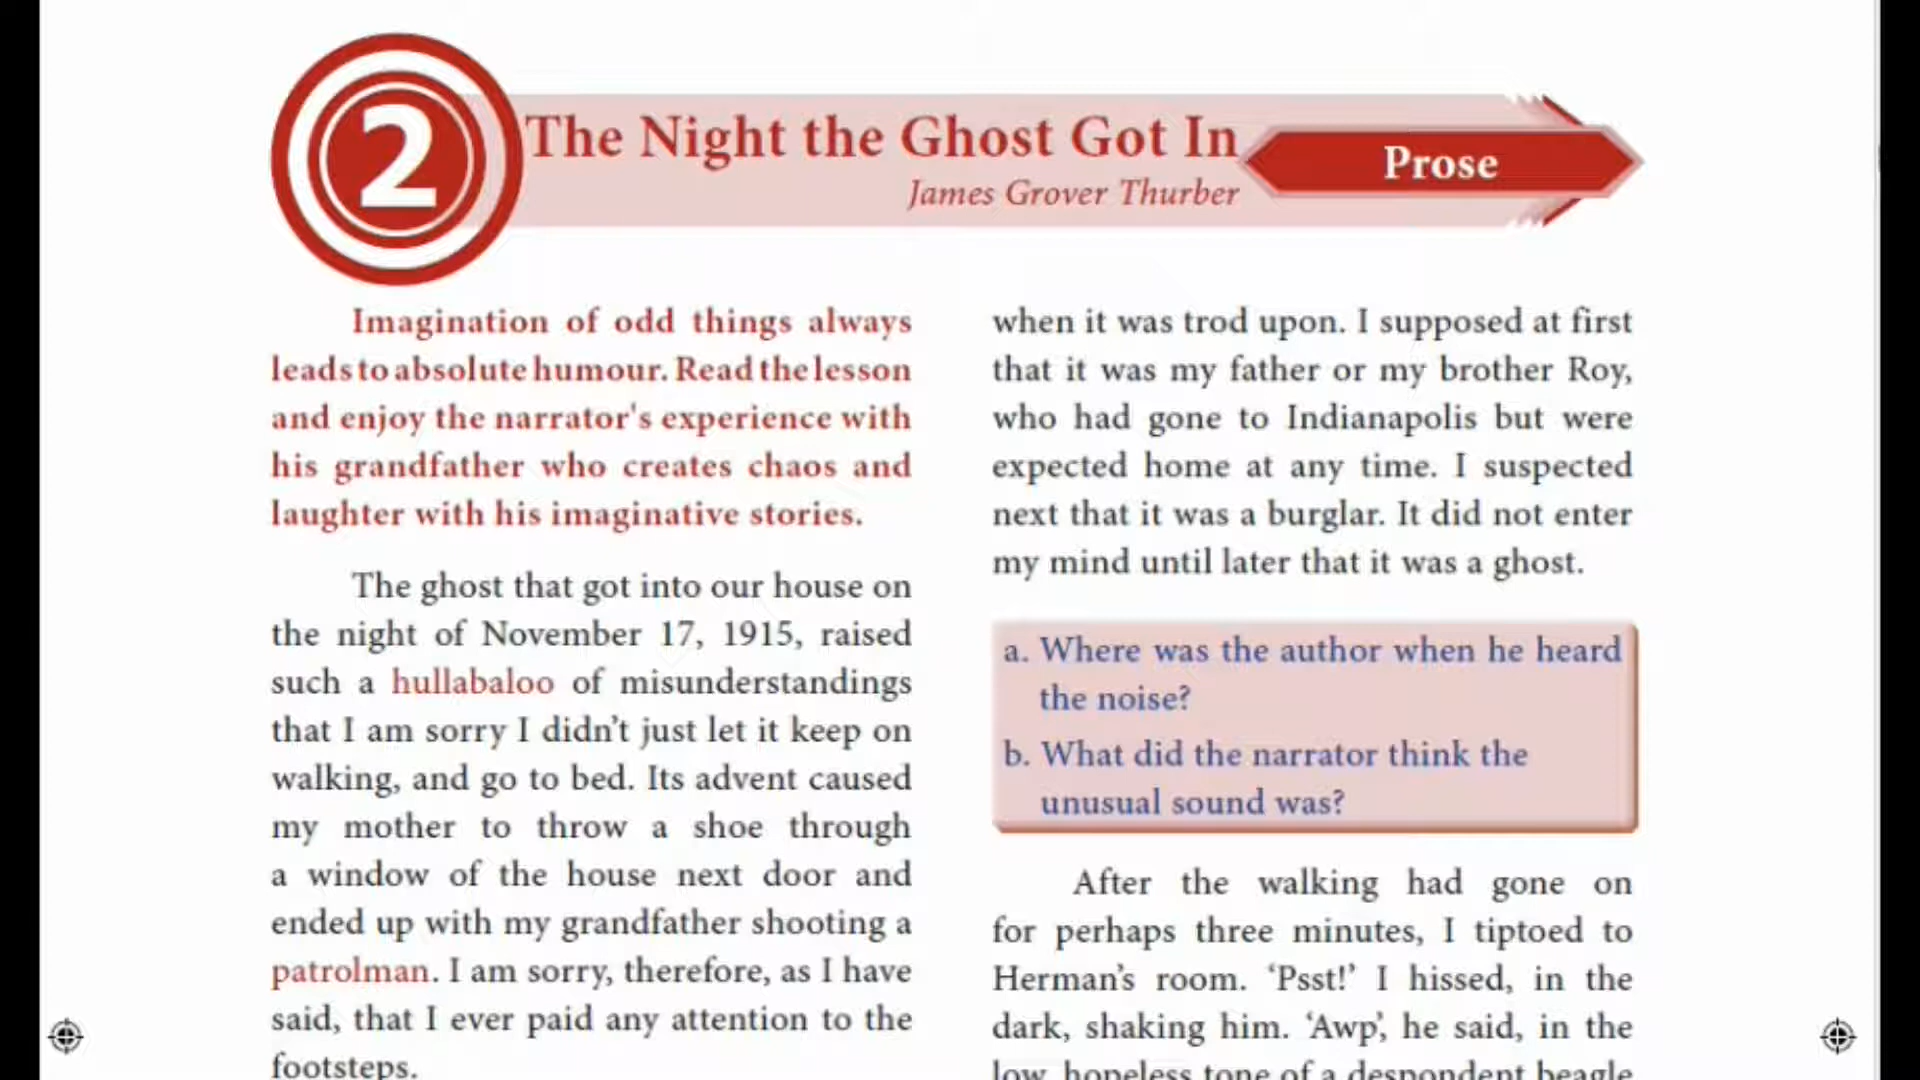 2
The Night the Ghost Got In
James Grover Thurber
Prose
Imagination of odd things always
leads to absolute humour. Read the lesson
and enjoy the narrator's experience with
his grandfather who creates chaos and
laughter with his imaginative stories.
The ghost that got into our house on
the night of November 17, 1915, raised
such a hullabaloo of misunderstandings
that I am sorry I didn’t just let it keep on
walking, and go to bed. Its advent caused
my mother to throw a shoe through
a window of the house next door and
ended up with my grandfather shooting a
patrolman. I am sorry, therefore, as I have
said, that I ever paid any attention to the
footsteps.
when it was trod upon. I supposed at first
that it was my father or my brother Roy,
who had gone to Indianapolis but were
expected home at any time. I suspected
next that it was a burglar. It did not enter
my mind until later that it was a ghost.
a. Where was the author when he heard
the noise?
b. What did the narrator think the
unusual sound was?
After the walking had gone on
for perhaps three minutes, I tiptoed to
Herman’s room. ‘Psst!’ I hissed, in the
dark, shaking him. ‘Awp’, he said, in the
low, hopeless tone of a despondent beagle